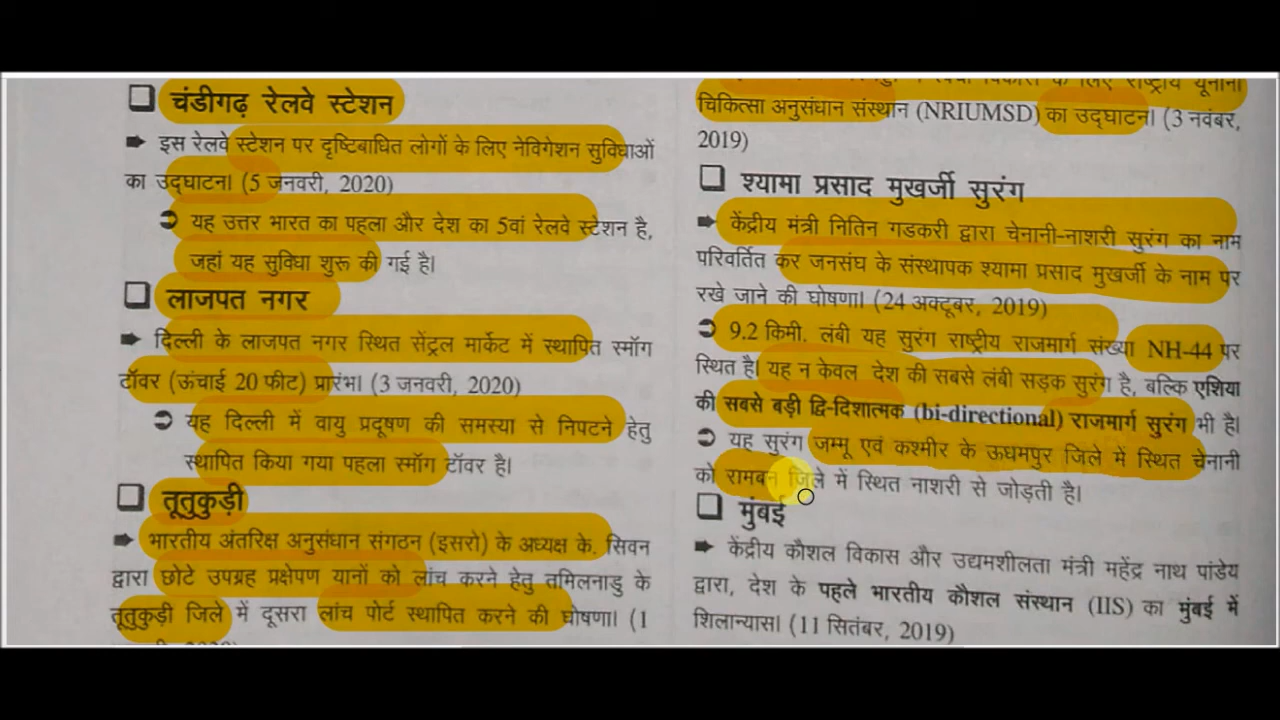 ❑ चंडीगढ़ रेलवे स्टेशन
➨ इस रेलवे स्टेशन पर दृष्टिबाधित लोगों के लिए नेविगेशन सुविधाओं
का उद्घाटन। (5 जनवरी, 2020)
➲ यह उत्तर भारत का पहला और देश का 5वां रेलवे स्टेशन है,
जहां यह सुविधा शुरू की गई है।
❑ लाजपत नगर
➨ दिल्ली के लाजपत नगर स्थित सेंट्रल मार्केट में स्थापित स्मॉग
टॉवर (ऊंचाई 20 फीट) प्रारंभ। (3 जनवरी, 2020)
➲ यह दिल्ली में वायु प्रदूषण की समस्या से निपटने हेतु
स्थापित किया गया पहला स्मॉग टॉवर है।
❑ तूतुकुड़ी
➨ भारतीय अंतरिक्ष अनुसंधान संगठन (इसरो) के अध्यक्ष के. सिवन
द्वारा छोटे उपग्रह प्रक्षेपण यानों को लांच करने हेतु तमिलनाडु के
तूतुकुड़ी जिले में दूसरा लांच पोर्ट स्थापित करने की घोषणा। (1
के लिए राष्ट्रीय यूनानी
चिकित्सा अनुसंधान संस्थान (NRIUMSD) का उद्घाटन। (3 नवंबर,
2019)
❑ श्यामा प्रसाद मुखर्जी सुरंग
➨ केंद्रीय मंत्री नितिन गडकरी द्वारा चेनानी-नाशरी सुरंग का नाम
परिवर्तित कर जनसंघ के संस्थापक श्यामा प्रसाद मुखर्जी के नाम पर
रखे जाने की घोषणा। (24 अक्टूबर, 2019)
➲ 9.2 किमी. लंबी यह सुरंग राष्ट्रीय राजमार्ग संख्या NH-44 पर
स्थित है। यह न केवल देश की सबसे लंबी सड़क सुरंग है, बल्कि एशिया
की सबसे बड़ी द्वि-दिशात्मक (bi-directional) राजमार्ग सुरंग भी है।
➲ यह सुरंग जम्मू एवं कश्मीर के ऊधमपुर जिले में स्थित चेनानी
को रामबन जिले में स्थित नाशरी से जोड़ती है।
❑ मुंबई
➨ केंद्रीय कौशल विकास और उद्यमशीलता मंत्री महेंद्र नाथ पांडेय
द्वारा, देश के पहले भारतीय कौशल संस्थान (IIS) का मुंबई में
शिलान्यास। (11 सितंबर, 2019)